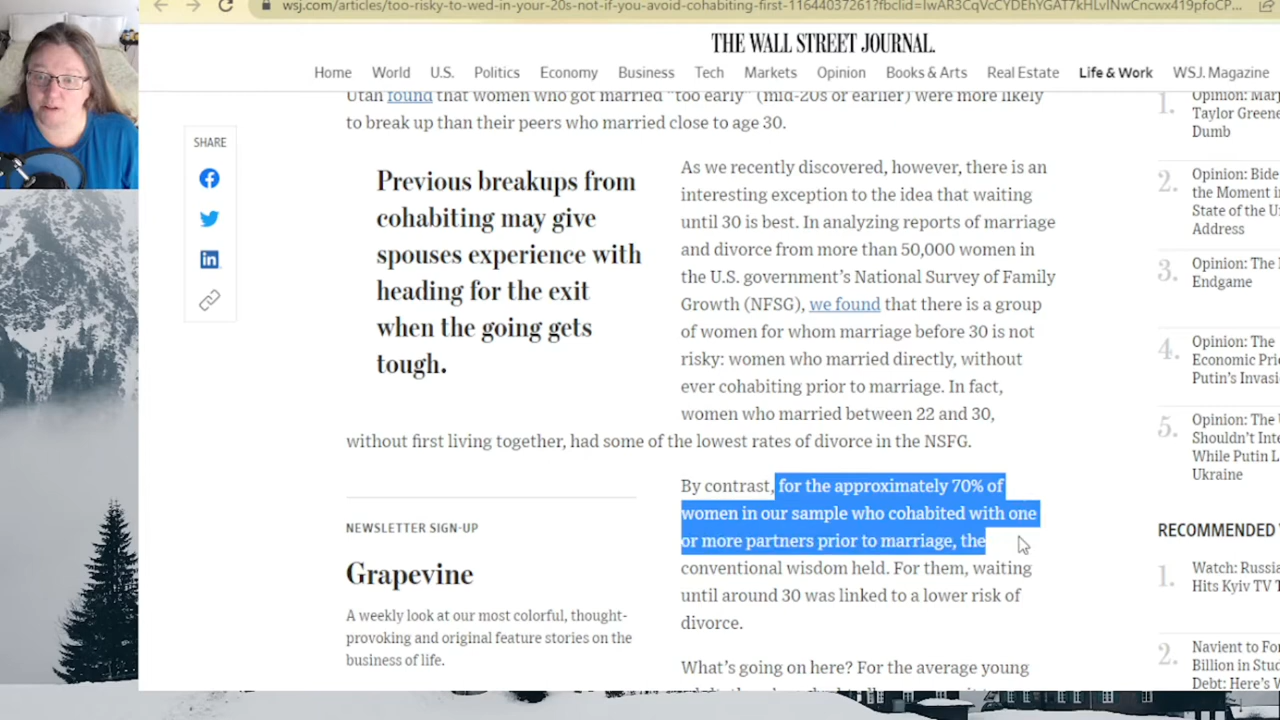 wsj.com/articles/too-risky-to-wed-in-your-20s-not-if-you-avoid-cohabiting-first-11644037261?fbclid=IwAR3CqVcCYDEhYGAT7kHLvINwCncwx419pfoCP...
THE WALL STREET JOURNAL.
Home World U.S. Politics Economy Business Tech Markets Opinion Books & Arts Real Estate Life & Work WSJ. Magazine
Utah found that women who got married "too early" (mid-20s or earlier) were more likely
to break up than their peers who married close to age 30.
SHARE
Previous breakups from
cohabiting may give
spouses experience with
heading for the exit
when the going gets
tough.
As we recently discovered, however, there is an
interesting exception to the idea that waiting
until 30 is best. In analyzing reports of marriage
and divorce from more than 50,000 women in
the U.S. government's National Survey of Family
Growth (NFSG), we found that there is a group
of women for whom marriage before 30 is not
risky: women who married directly, without
ever cohabiting prior to marriage. In fact,
women who married between 22 and 30,
without first living together, had some of the lowest rates of divorce in the NSFG.
By contrast, for the approximately 70% of
women in our sample who cohabited with one
or more partners prior to marriage, the
conventional wisdom held. For them, waiting
until around 30 was linked to a lower risk of
divorce.
What's going on here? For the average young
NEWSLETTER SIGN-UP
Grapevine
A weekly look at our most colorful, thought-
provoking and original feature stories on the
business of life.
1. Opinion: Marj
Taylor Greene
Dumb
2. Opinion: Bide
the Moment in
State of the U
Address
3. Opinion: The
Endgame
4. Opinion: The
Economic Pri
Putin's Invasi
5. Opinion: The
Shouldn't Inte
While Putin L
Ukraine
RECOMMENDED
1. Watch: Russia
Hits Kyiv TV T
2. Navient to For
Billion in Stud
Debt: Here's W